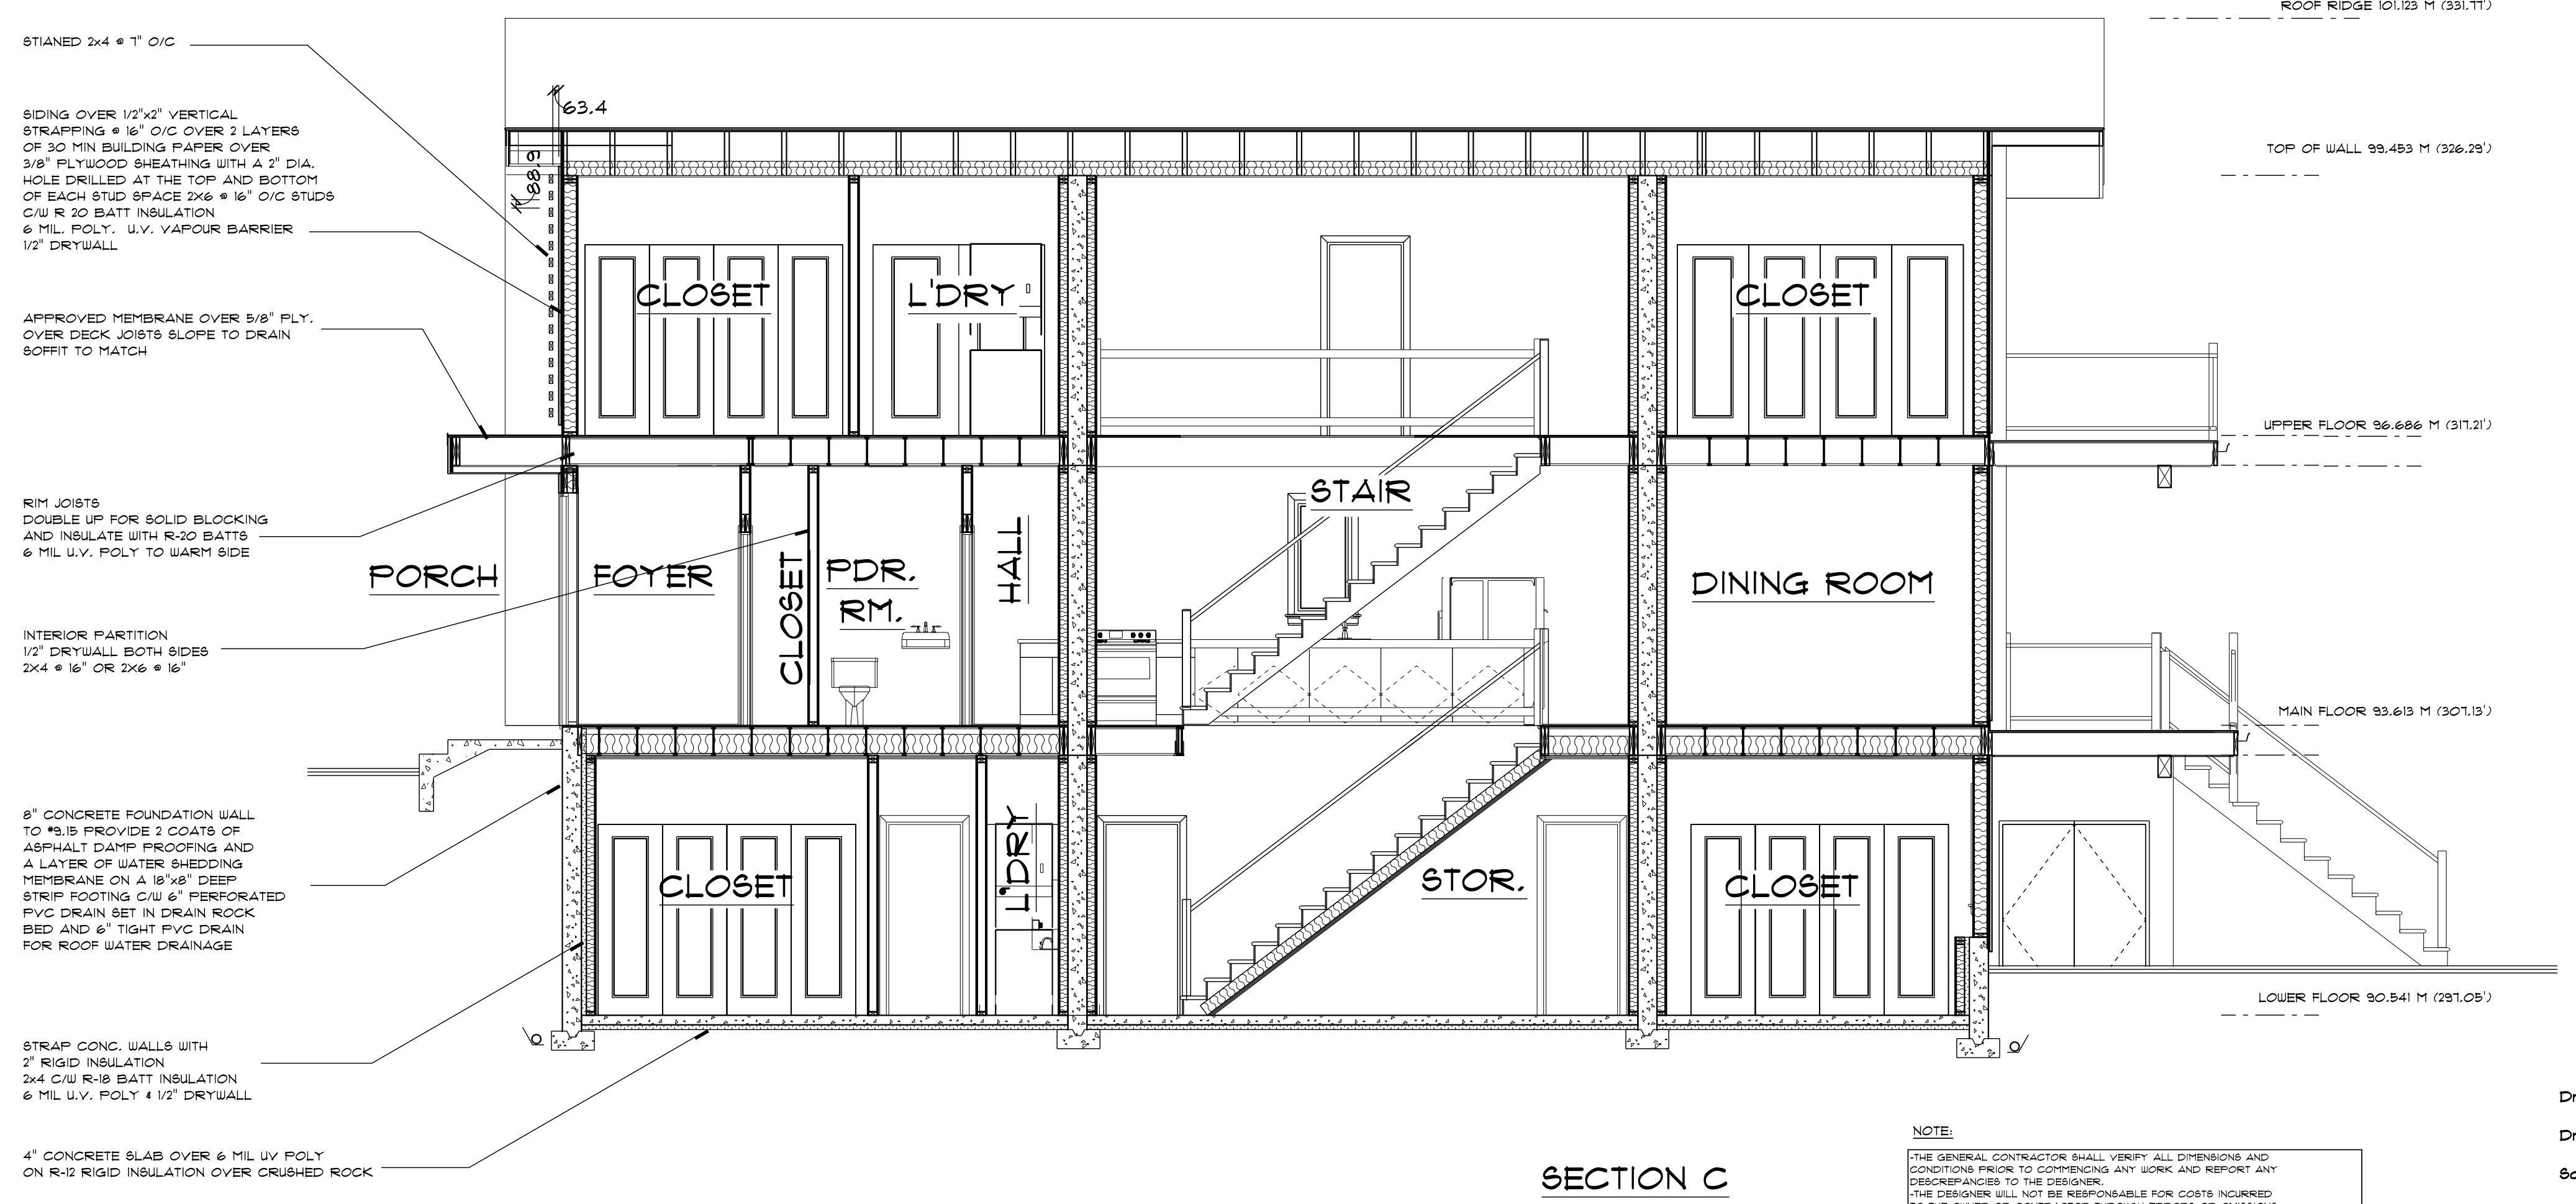 STIANED 2x4 @ 7" O/C
SIDING OVER 1/2"x2" VERTICAL
STRAPPING @ 16" O/C OVER 2 LAYERS
OF 30 MIN BUILDING PAPER OVER
3/8" PLYWOOD SHEATHING WITH A 2" DIA.
HOLE DRILLED AT THE TOP AND BOTTOM
OF EACH STUD SPACE 2X6 @ 16" O/C STUDS
C/W R 20 BATT INSULATION
6 MIL. POLY. U.V. VAPOUR BARRIER
1/2" DRYWALL
APPROVED MEMBRANE OVER 5/8" PLY.
OVER DECK JOISTS SLOPE TO DRAIN
SOFFIT TO MATCH
RIM JOISTS
DOUBLE UP FOR SOLID BLOCKING
AND INSULATE WITH R-20 BATTS
6 MIL U.V. POLY TO WARM SIDE
INTERIOR PARTITION
1/2" DRYWALL BOTH SIDES
2X4 @ 16" OR 2X6 @ 16"
8" CONCRETE FOUNDATION WALL
TO #9.15 PROVIDE 2 COATS OF
ASPHALT DAMP PROOFING AND
A LAYER OF WATER SHEDDING
MEMBRANE ON A 18"x8" DEEP
STRIP FOOTING C/W 6" PERFORATED
PVC DRAIN SET IN DRAIN ROCK
BED AND 6" TIGHT PVC DRAIN
FOR ROOF WATER DRAINAGE
STRAP CONC. WALLS WITH
2" RIGID INSULATION
2x4 C/W R-18 BATT INSULATION
6 MIL U.V. POLY & 1/2" DRYWALL
4" CONCRETE SLAB OVER 6 MIL UV POLY
ON R-12 RIGID INSULATION OVER CRUSHED ROCK
63.4
88.9
CLOSET
L'DRY
CLOSET
STAIR
PORCH
FOYER
CLOSET
PDR.
RM.
HALL
DINING ROOM
CLOSET
L'DRY
STOR.
CLOSET
ROOF RIDGE 101.123 M (331.77')
TOP OF WALL 99.453 M (326.29')
UPPER FLOOR 96.686 M (317.21')
MAIN FLOOR 93.613 M (307.13')
LOWER FLOOR 90.541 M (297.05')
SECTION C
NOTE:
-THE GENERAL CONTRACTOR SHALL VERIFY ALL DIMENSIONS AND
CONDITIONS PRIOR TO COMMENCING ANY WORK AND REPORT ANY
DESCREPANCIES TO THE DESIGNER.
-THE DESIGNER WILL NOT BE RESPONSABLE FOR COSTS INCURRED